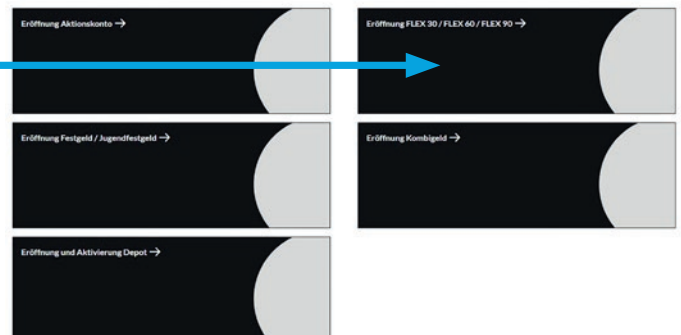 Eröffnung Aktionskonto →
Eröffnung FLEX 30 / FLEX 60 / FLEX 90 →
Eröffnung Festgeld / Jugendfestgeld →
Eröffnung Kombigeld →
Eröffnung und Aktivierung Depot →